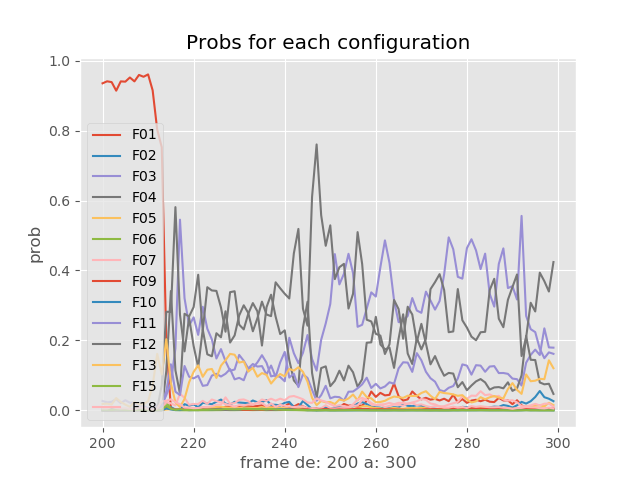 Probs for each configuration
1.0
0.8
0.6
0.4
0.2
0.0
prob
F01
F02
F03
F04
F05
F06
F07
F09
F10
F11
F12
F13
F15
F18
200 220 240 260 280 300
frame de: 200 a: 300